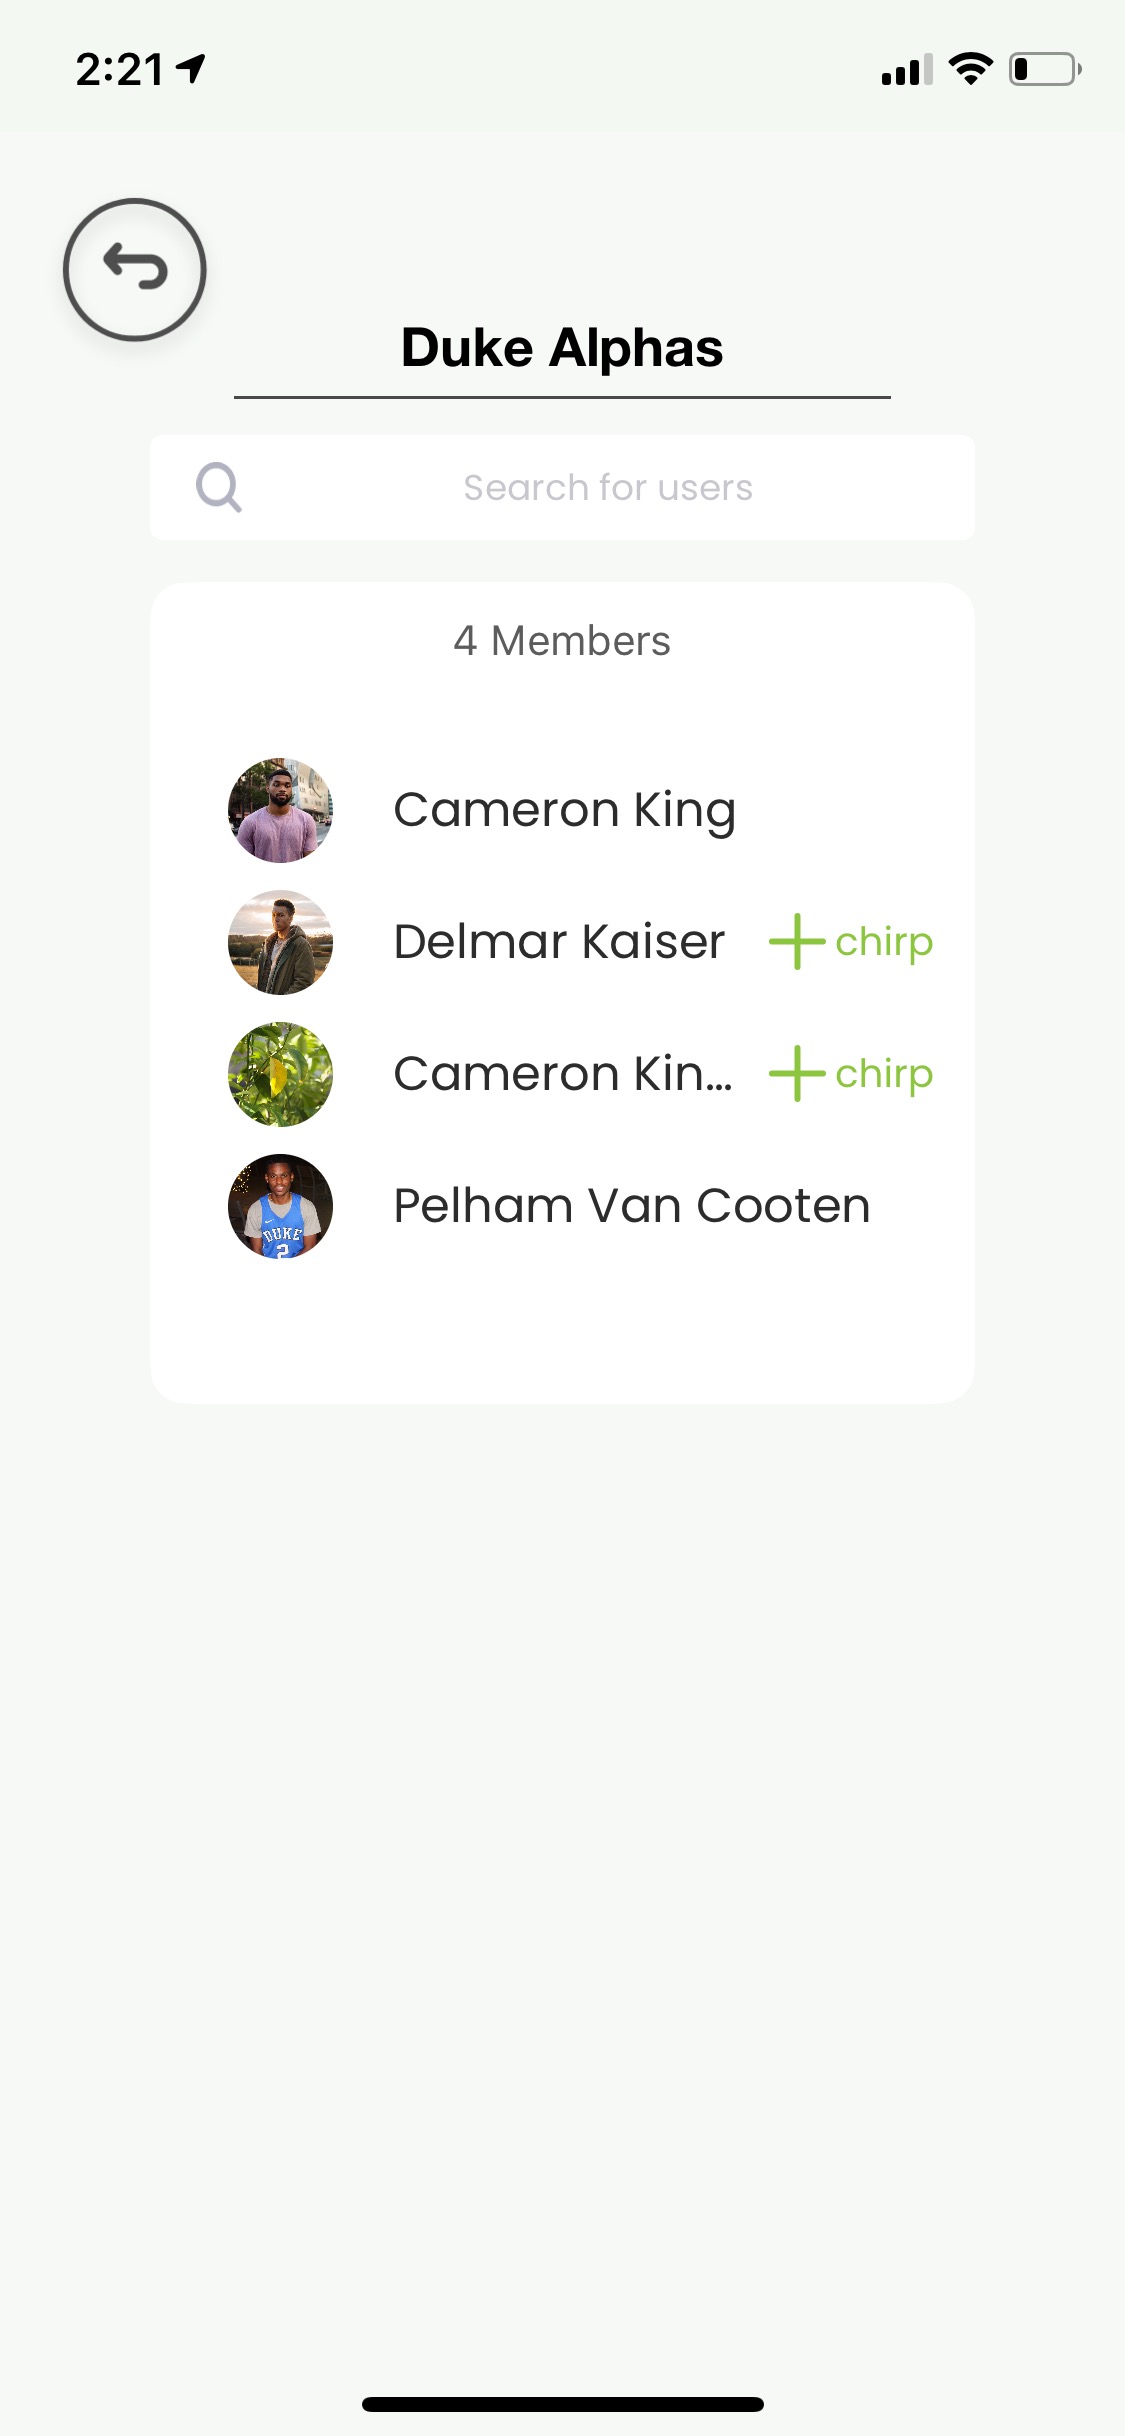 2:21
Duke Alphas
Search for users
4 Members
Cameron King
Delmar Kaiser + chirp
Cameron Kin... + chirp
DUKE
2
Pelham Van Cooten